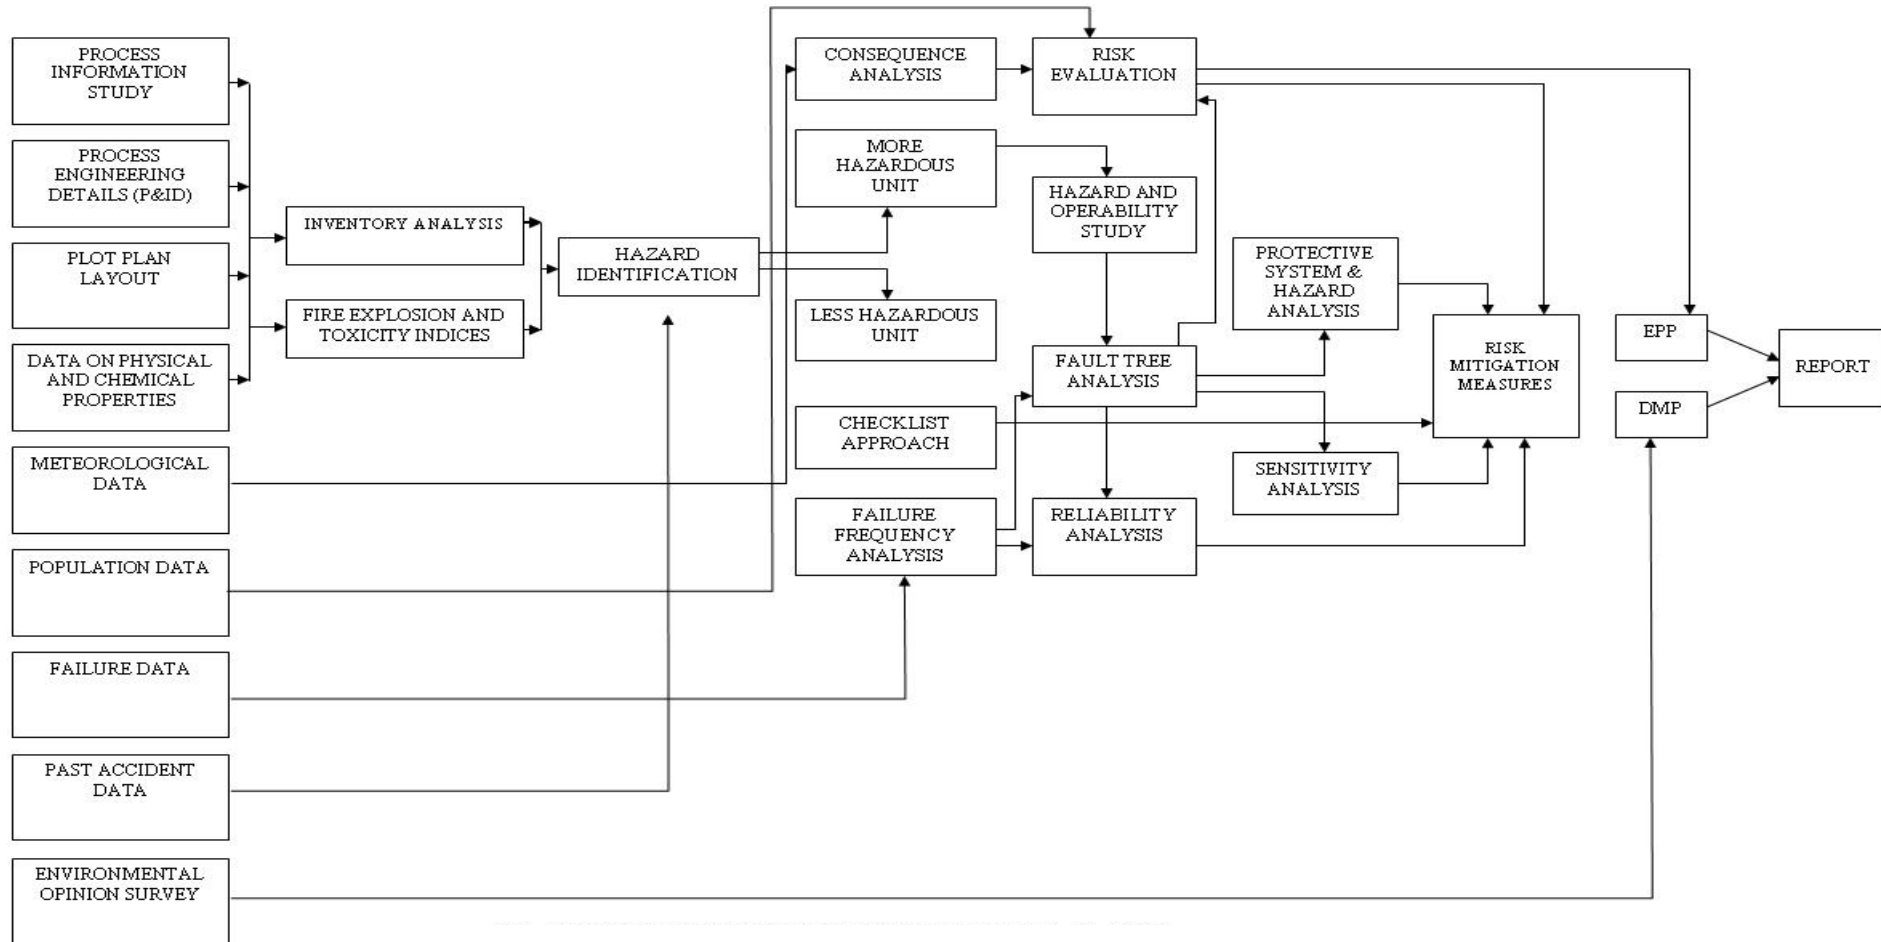 PROCESS
INFORMATION
STUDY
PROCESS
ENGINEERING
DETAILS (P&ID)
PLOT PLAN
LAYOUT
DATA ON PHYSICAL
AND CHEMICAL
PROPERTIES
METEOROLOGICAL
DATA
POPULATION DATA
FAILURE DATA
PAST ACCIDENT
DATA
ENVIRONMENTAL
OPINION SURVEY
INVENTORY ANALYSIS
FIRE EXPLOSION AND
TOXICITY INDICES
HAZARD
IDENTIFICATION
CONSEQUENCE
ANALYSIS
MORE
HAZARDOUS
UNIT
LESS HAZARDOUS
UNIT
CHECKLIST
APPROACH
FAILURE
FREQUENCY
ANALYSIS
RISK
EVALUATION
HAZARD AND
OPERABILITY
STUDY
FAULT TREE
ANALYSIS
RELIABILITY
ANALYSIS
PROTECTIVE
SYSTEM &
HAZARD
ANALYSIS
SENSITIVITY
ANALYSIS
RISK
MITIGATION
MEASURES
EPP
DMP
REPORT